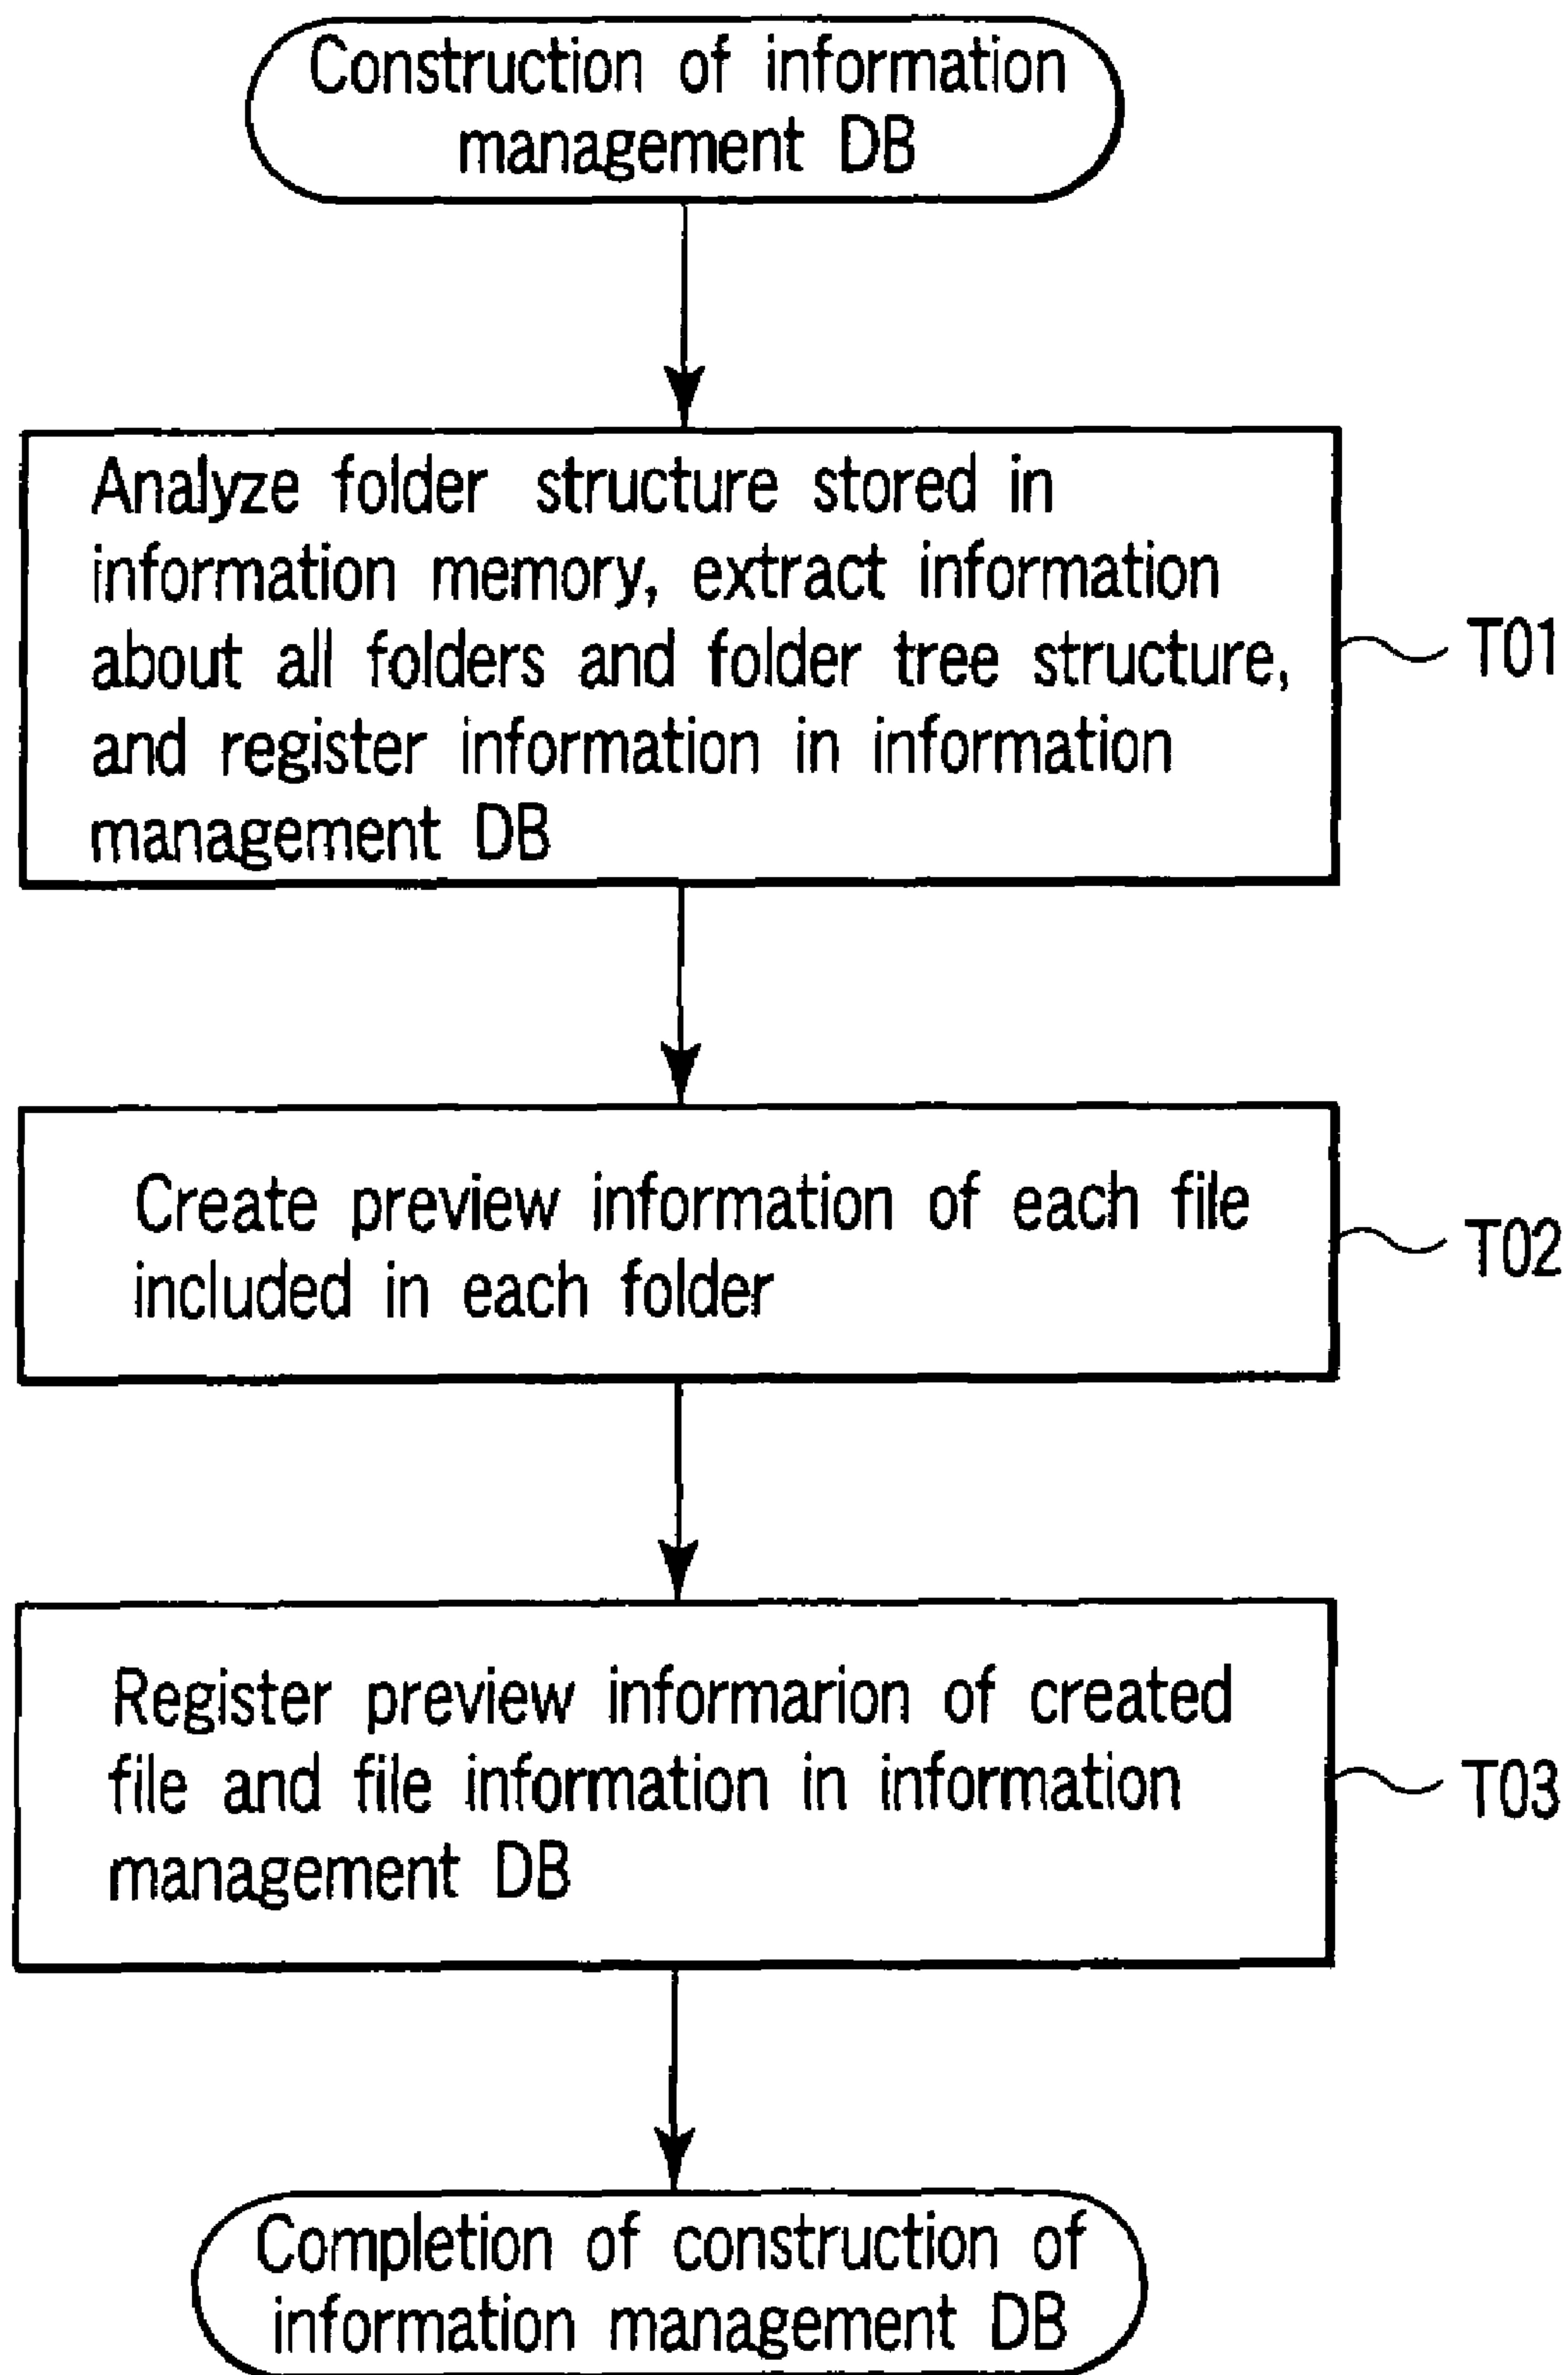 Construction of information
management DB
Analyze folder structure stored in
information memory, extract information
about all folders and folder tree structure,
and register information in information
management DB
T01
Create preview information of each file
included in each folder
T02
Register preview informarion of created
file and file information in information
management DB
T03
Completion of construction of
information management DB